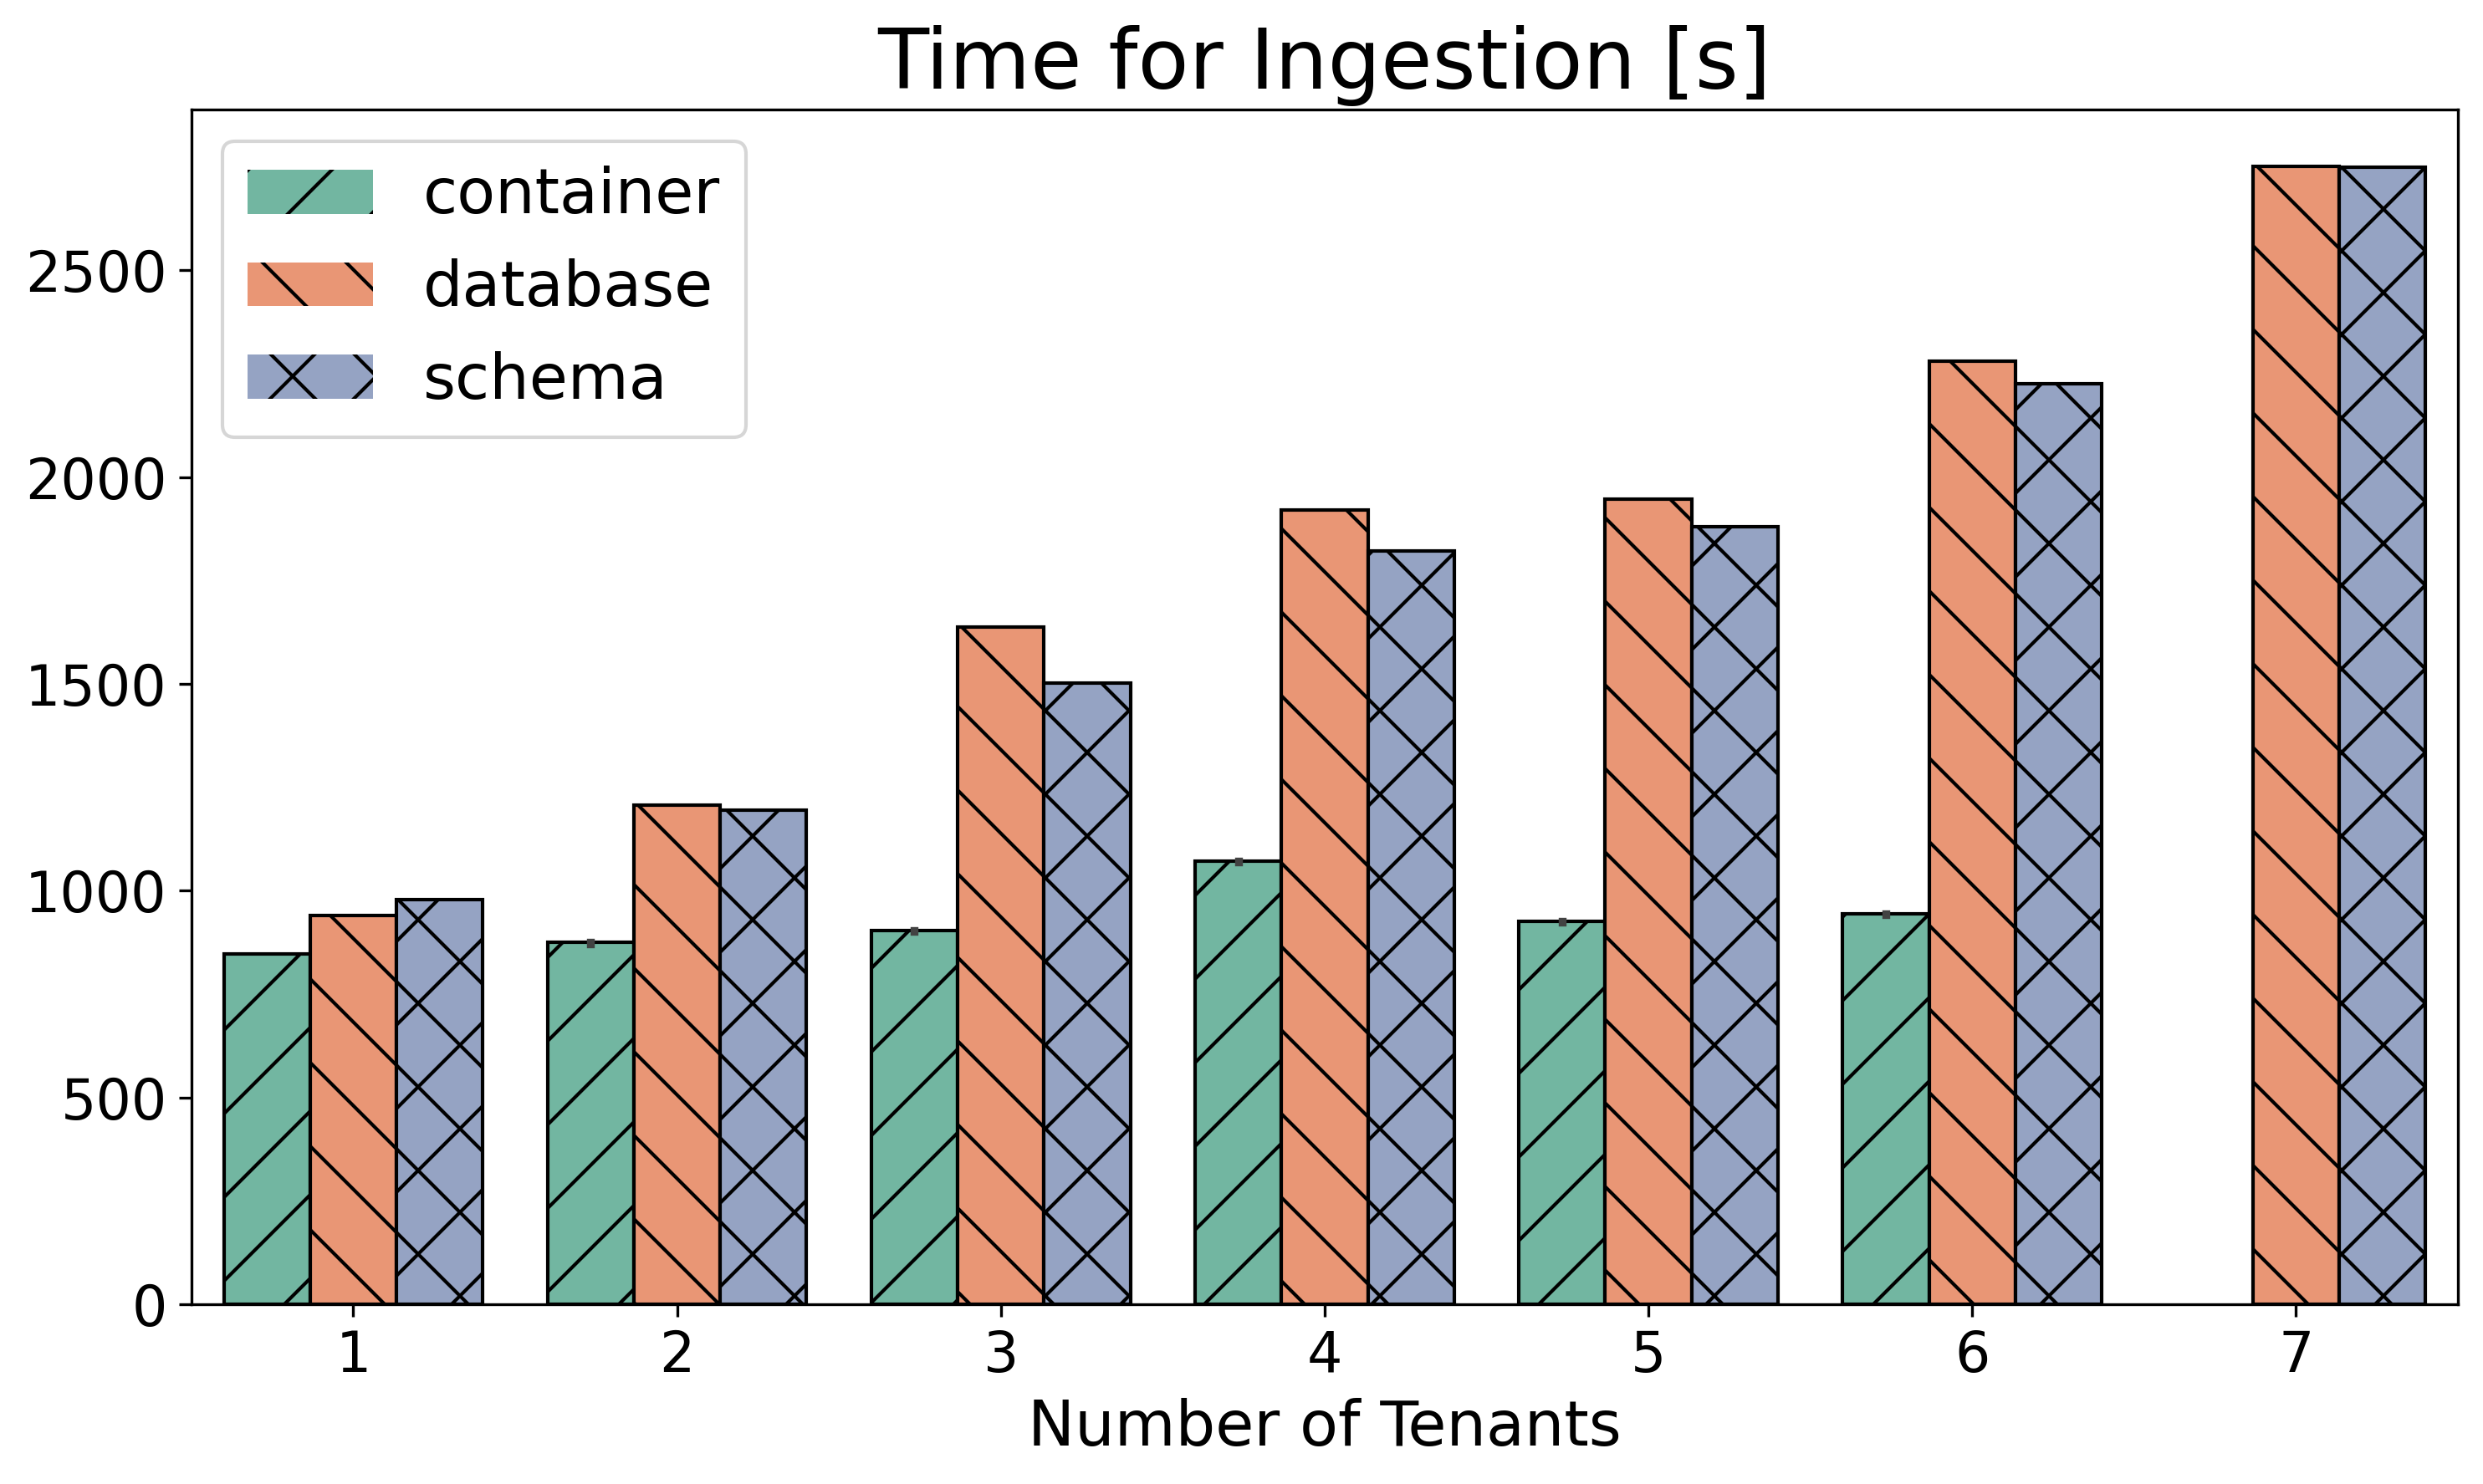 Time for Ingestion [s]
container
database
schema
2500
2000
1500
1000
500
0
1 2 3 4 5 6 7
Number of Tenants